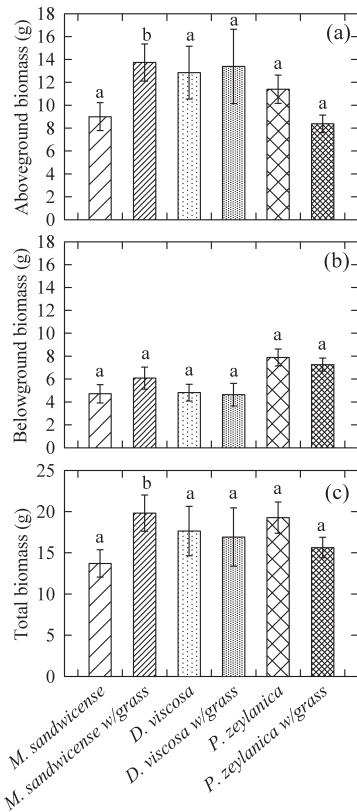 Aboveground biomass (g)
18
16
14
12
10
8
6
4
2
0
a
b
a
a
a
a
(a)
Belowground biomass (g)
18
16
14
12
10
8
6
4
2
0
a
a
a
a
a
a
(b)
Total biomass (g)
25
20
15
10
5
0
a
b
a
a
a
a
(c)
M. sandwicense
M. sandwicense w/grass
D. viscosa
D. viscosa w/grass
P. zeylanica
P. zeylanica w/grass